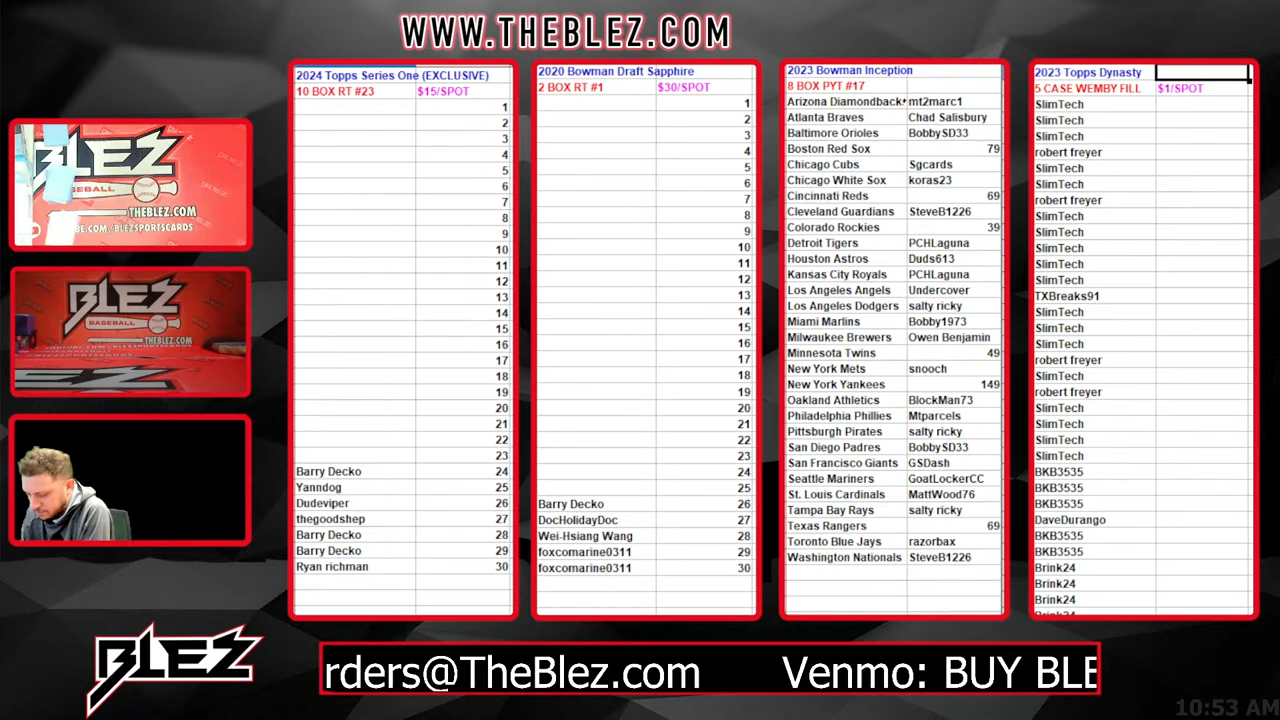 WWW.THEBLEZ.COM
BLEZ
BASEBALL
THEBLEZ.COM
BE.COM/BLEZSPORTSCARDS
BLEZ
BASEBALL
THEBLEZ.COM
2024 Topps Series One (EXCLUSIVE)
10 BOX RT #23 $15/SPOT
1
2
3
4
5
6
7
8
9
10
11
12
13
14
15
16
17
18
19
20
21
22
23
Barry Decko 24
Yanndog 25
Dudeviper 26
thegoodshep 27
Barry Decko 28
Barry Decko 29
Ryan richman 30
2020 Bowman Draft Sapphire
2 BOX RT #1 $30/SPOT
1
2
3
4
5
6
7
8
9
10
11
12
13
14
15
16
17
18
19
20
21
22
23
24
25
Barry Decko 26
DocHolidayDoc 27
Wei-Hsiang Wang 28
foxcomarine0311 29
foxcomarine0311 30
2023 Bowman Inception
8 BOX PYT #17
Arizona Diamondback mt2marc1
Atlanta Braves Chad Salisbury
Baltimore Orioles BobbySD33
Boston Red Sox 79
Chicago Cubs Sgcards
Chicago White Sox koras23
Cincinnati Reds 69
Cleveland Guardians SteveB1226
Colorado Rockies 39
Detroit Tigers PCHLaguna
Houston Astros Duds613
Kansas City Royals PCHLaguna
Los Angeles Angels Undercover
Los Angeles Dodgers salty ricky
Miami Marlins Bobby1973
Milwaukee Brewers Owen Benjamin
Minnesota Twins 49
New York Mets snooch
New York Yankees 149
Oakland Athletics BlockMan73
Philadelphia Phillies Mtparcels
Pittsburgh Pirates salty ricky
San Diego Padres BobbySD33
San Francisco Giants GSDash
Seattle Mariners GoatLockerCC
St. Louis Cardinals MattWood76
Tampa Bay Rays salty ricky
Texas Rangers 69
Toronto Blue Jays razorbax
Washington Nationals SteveB1226
2023 Topps Dynasty
5 CASE WEMBY FILL $1/SPOT
SlimTech
SlimTech
SlimTech
robert freyer
SlimTech
SlimTech
robert freyer
SlimTech
SlimTech
SlimTech
SlimTech
SlimTech
TXBreaks91
SlimTech
SlimTech
SlimTech
robert freyer
SlimTech
robert freyer
SlimTech
SlimTech
SlimTech
SlimTech
BKB3535
BKB3535
BKB3535
DaveDurango
BKB3535
BKB3535
Brink24
Brink24
Brink24
Brink24
BLEZ
rders@TheBlez.com Venmo: BUY BLE
10:53 AM